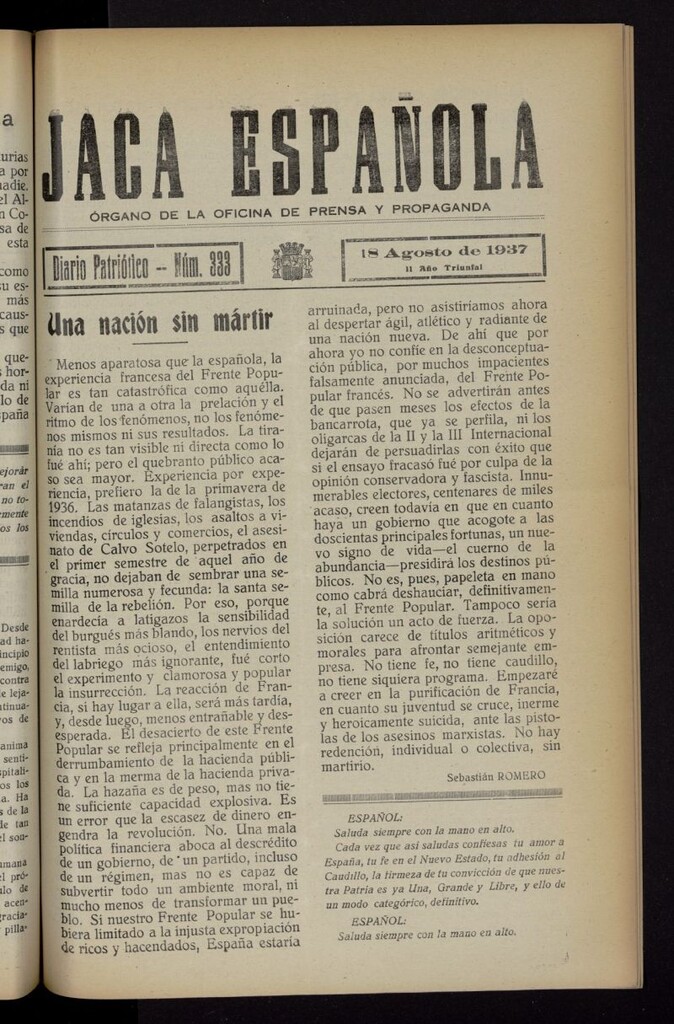 JACA ESPAÑOLA
ÓRGANO DE LA OFICINA DE PRENSA Y PROPAGANDA
Diario Patriótico -- Núm. 333
18 Agosto de 1937
II Año Triunfal
Una nación sin mártir
Menos aparatosa que la española, la
experiencia francesa del Frente Popu-
lar es tan catastrófica como aquélla.
Varían de una a otra la prelación y el
ritmo de los fenómenos, no los fenóme-
nos mismos ni sus resultados. La tira-
nía no es tan visible ni directa como lo
fué ahí; pero el quebranto público aca-
so sea mayor. Experiencia por expe-
riencia, prefiero la de la primavera de
1936. Las matanzas de falangistas, los
incendios de iglesias, los asaltos a vi-
viendas, círculos y comercios, el asesi-
nato de Calvo Sotelo, perpetrados en
el primer semestre de aquel año de
gracia, no dejaban de sembrar una se-
milla numerosa y fecunda: la santa se-
milla de la rebelión. Por eso, porque
enardecía a latigazos la sensibilidad
del burgués más blando, los nervios del
rentista más ocioso, el entendimiento
del labriego más ignorante, fué corto
el experimento y clamorosa y popular
la insurrección. La reacción de Fran-
cia, si hay lugar a ella, será más tardía,
y, desde luego, menos entrañable y des-
esperada. El desacierto de este Frente
Popular se refleja principalmente en el
derrumbamiento de la hacienda públi-
ca y en la merma de la hacienda priva-
da. La hazaña es de peso, mas no tie-
ne suficiente capacidad explosiva. Es
un error que la escasez de dinero en-
gendra la revolución. No. Una mala
política financiera aboca al descrédito
de un gobierno, de un partido, incluso
de un régimen, mas no es capaz de
subvertir todo un ambiente moral, ni
mucho menos de transformar un pue-
blo. Si nuestro Frente Popular se hu-
biera limitado a la injusta expropiación
de ricos y hacendados, España estaría
arruinada, pero no asistiríamos ahora
al despertar ágil, atlético y radiante de
una nación nueva. De ahí que por
ahora yo no confíe en la desconceptua-
ción pública, por muchos impacientes
falsamente anunciada, del Frente Po-
pular francés. No se advertirán antes
de que pasen meses los efectos de la
bancarrota, que ya se perfila, ni los
oligarcas de la II y la III Internacional
dejarán de persuadirlas con éxito que
si el ensayo fracasó fué por culpa de la
opinión conservadora y fascista. Innu-
merables electores, centenares de miles
acaso, creen todavía en que en cuanto
haya un gobierno que acogote a las
doscientas principales fortunas, un nue-
vo signo de vida—el cuerno de la
abundancia—presidirá los destinos pú-
blicos. No es, pues, papeleta en mano
como cabrá deshauciar, definitivamen-
te, al Frente Popular. Tampoco sería
la solución un acto de fuerza. La opo-
sición carece de títulos aritméticos y
morales para afrontar semejante em-
presa. No tiene fe, no tiene caudillo,
no tiene siquiera programa. Empezaré
a creer en la purificación de Francia,
en cuanto su juventud se cruce, inerme
y heroicamente suicida, ante las pisto-
las de los asesinos marxistas. No hay
redención, individual o colectiva, sin
martirio.
Sebastián ROMERO
ESPAÑOL:
Saluda siempre con la mano en alto.
Cada vez que así saludas confiesas tu amor a
España, tu fe en el Nuevo Estado, tu adhesión al
Caudillo, la firmeza de tu convicción de que nues-
tra Patria es ya Una, Grande y Libre, y ello de
un modo categórico, definitivo.
ESPAÑOL:
Saluda siempre con la mano en alto.